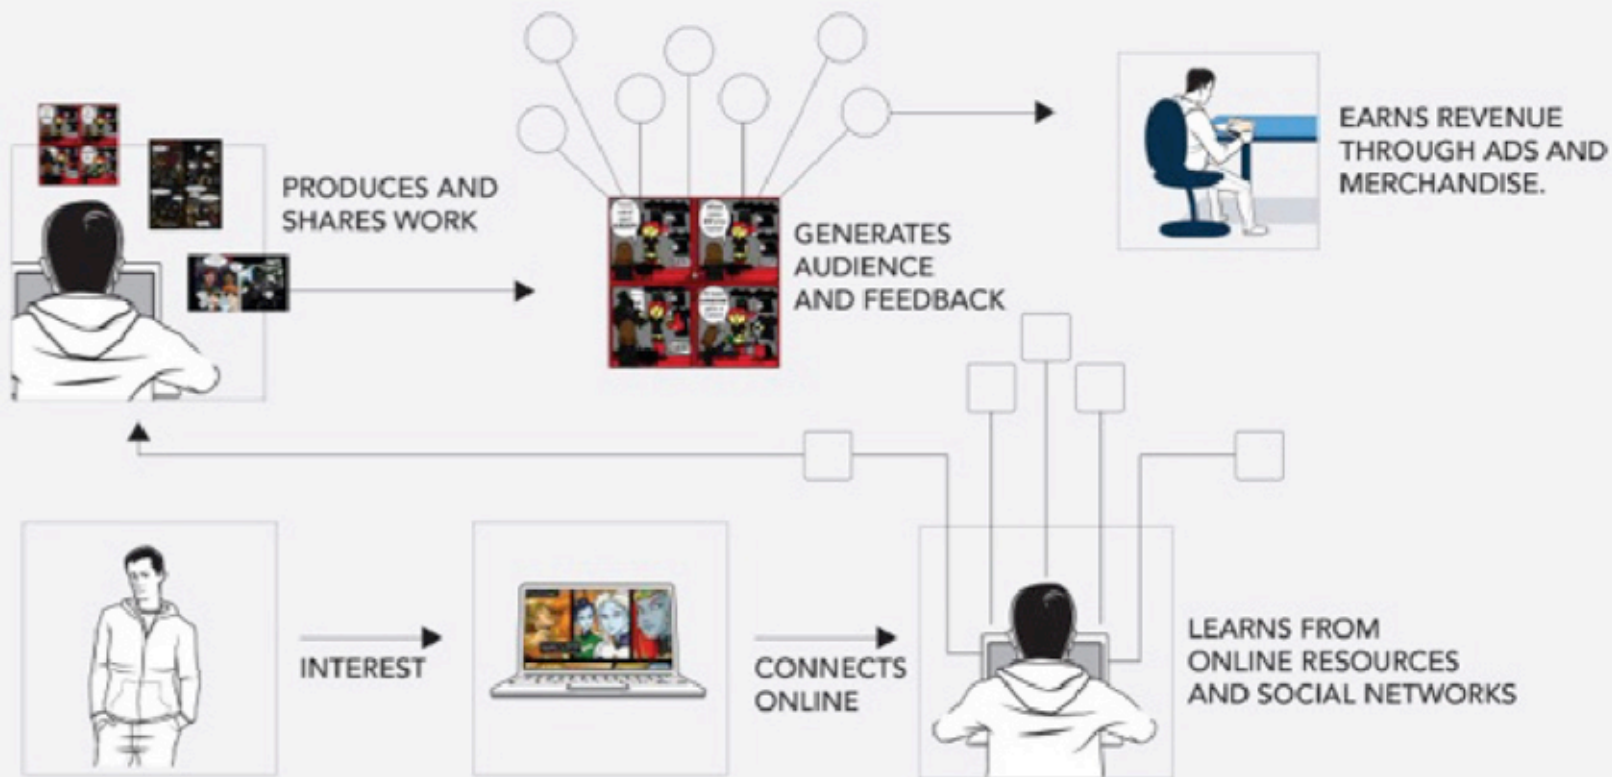 PRODUCES AND
SHARES WORK
GENERATES
AUDIENCE
AND FEEDBACK
EARNS REVENUE
THROUGH ADS AND
MERCHANDISE.
INTEREST
CONNECTS
ONLINE
LEARNS FROM
ONLINE RESOURCES
AND SOCIAL NETWORKS